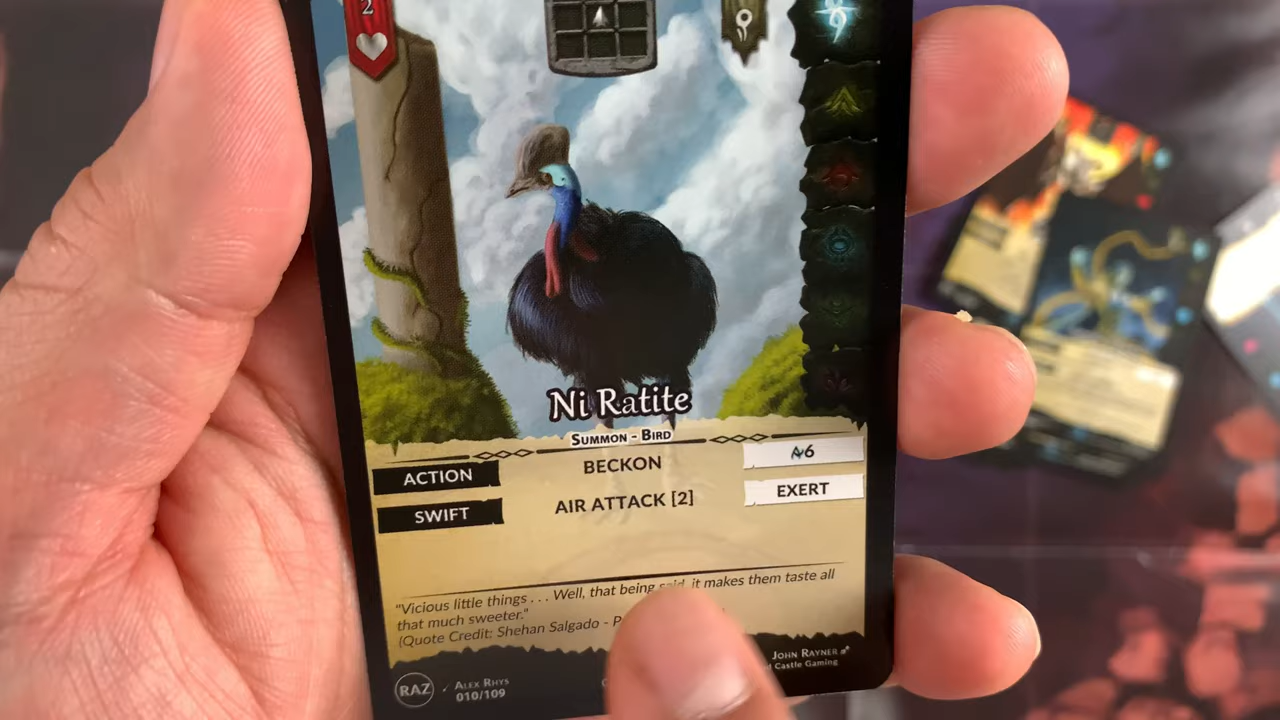 2
Ni Ratite
SUMMON - BIRD
ACTION BECKON 6
SWIFT AIR ATTACK [2] EXERT
"Vicious little things . . . Well, that being said, it makes them taste all
that much sweeter."
(Quote Credit: Shehan Salgado - P
JOHN RAYNER
Castle Gaming
RAZ ALEX RHYS
010/109